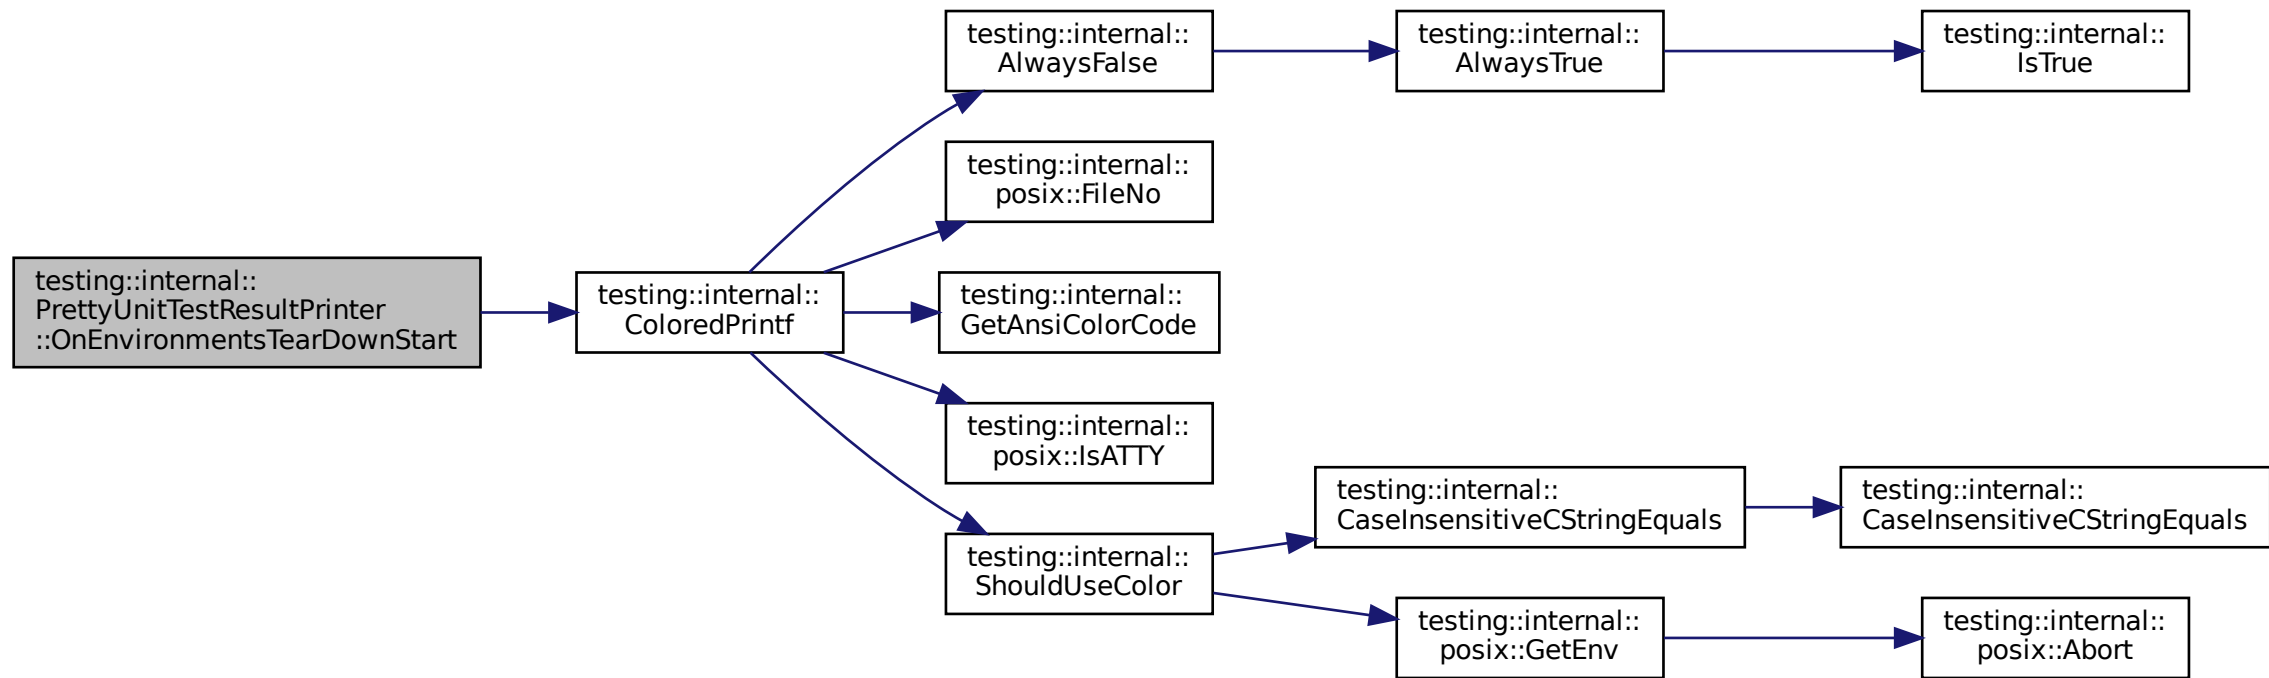 testing::internal::
PrettyUnitTestResultPrinter
::OnEnvironmentsTearDownStart
testing::internal::
ColoredPrintf
testing::internal::
AlwaysFalse
testing::internal::
AlwaysTrue
testing::internal::
IsTrue
testing::internal::
posix::FileNo
testing::internal::
GetAnsiColorCode
testing::internal::
posix::IsATTY
testing::internal::
ShouldUseColor
testing::internal::
CaseInsensitiveCStringEquals
testing::internal::
CaseInsensitiveCStringEquals
testing::internal::
posix::GetEnv
testing::internal::
posix::Abort